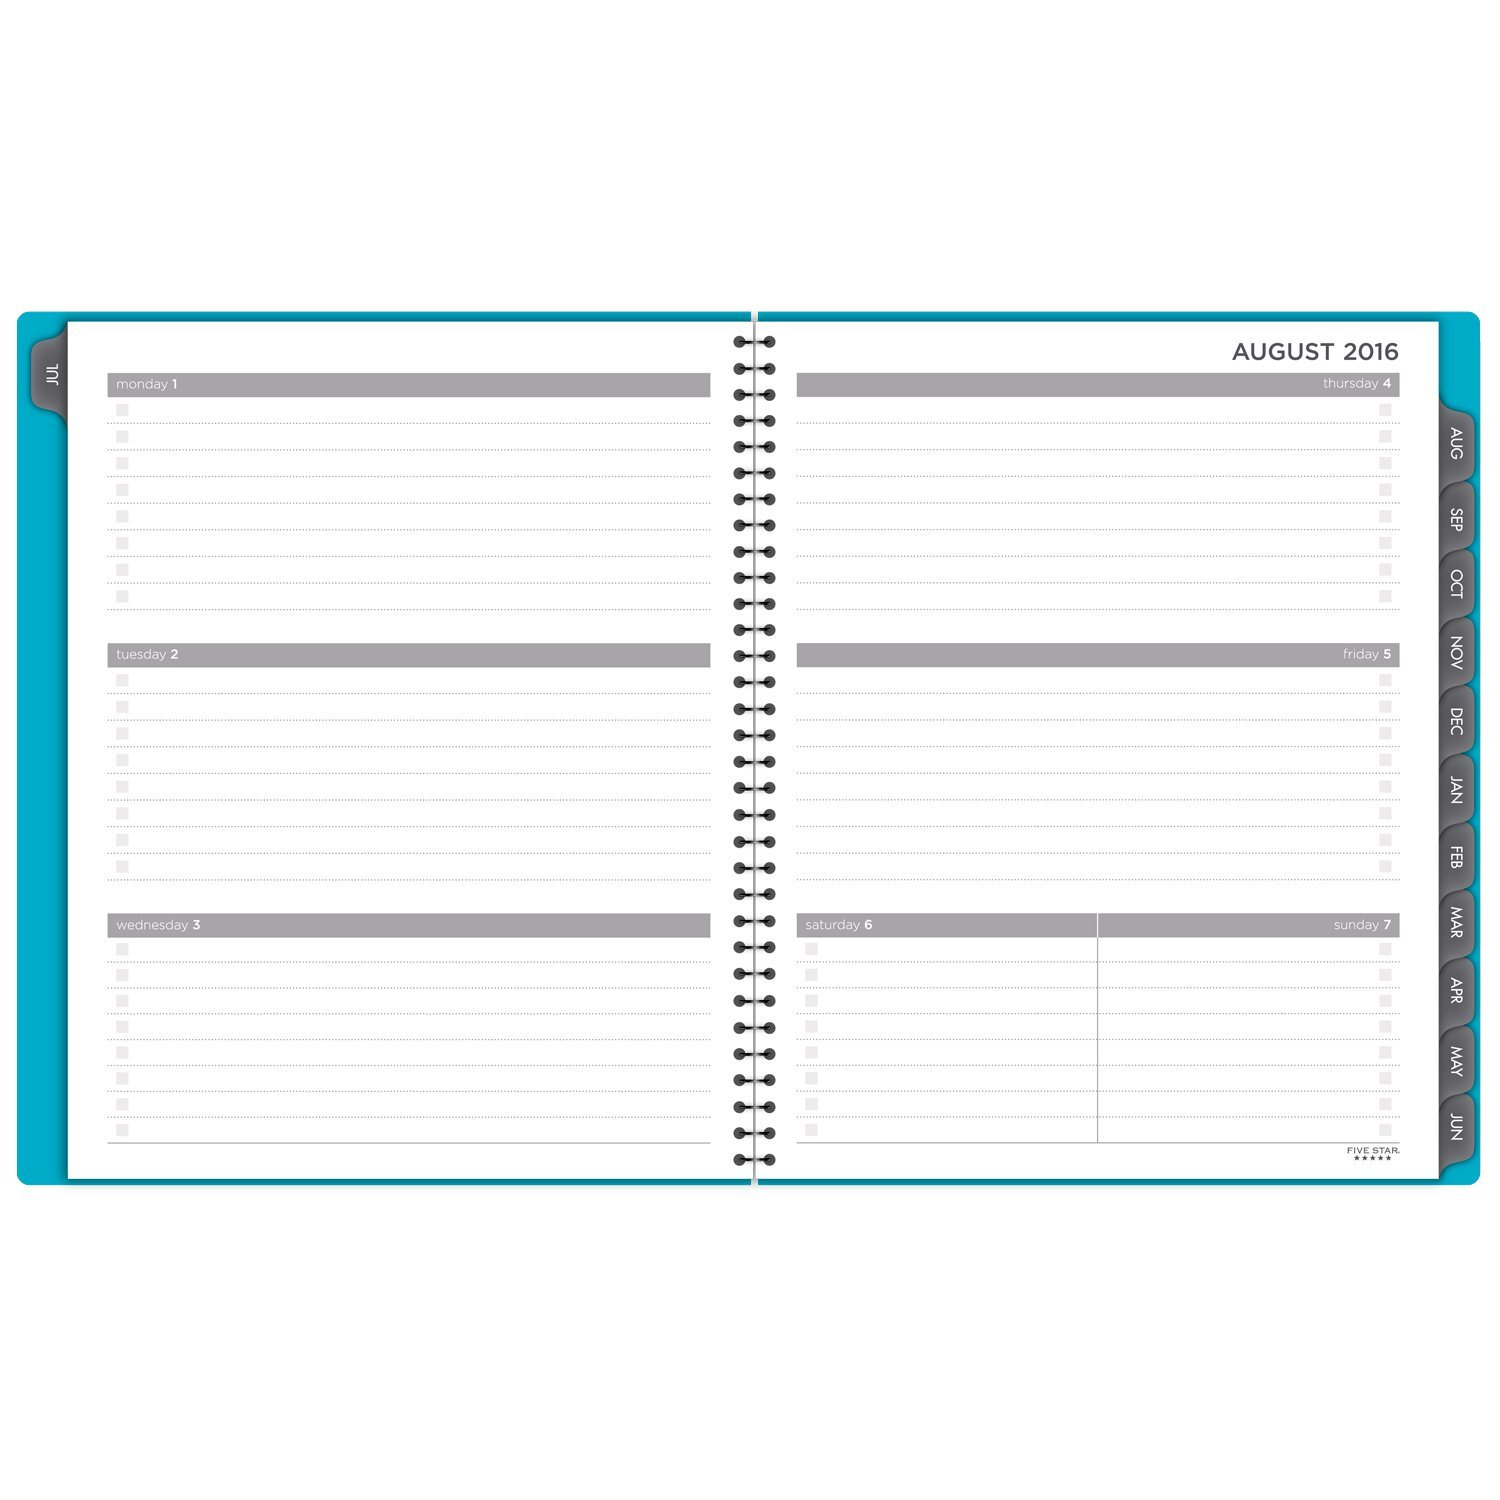 JUL
monday 1
tuesday 2
wednesday 3
AUGUST 2016
thursday 4
friday 5
saturday 6
sunday 7
FIVE STAR.
AUG
SEP
OCT
NOV
DEC
JAN
FEB
MAR
APR
MAY
JUN